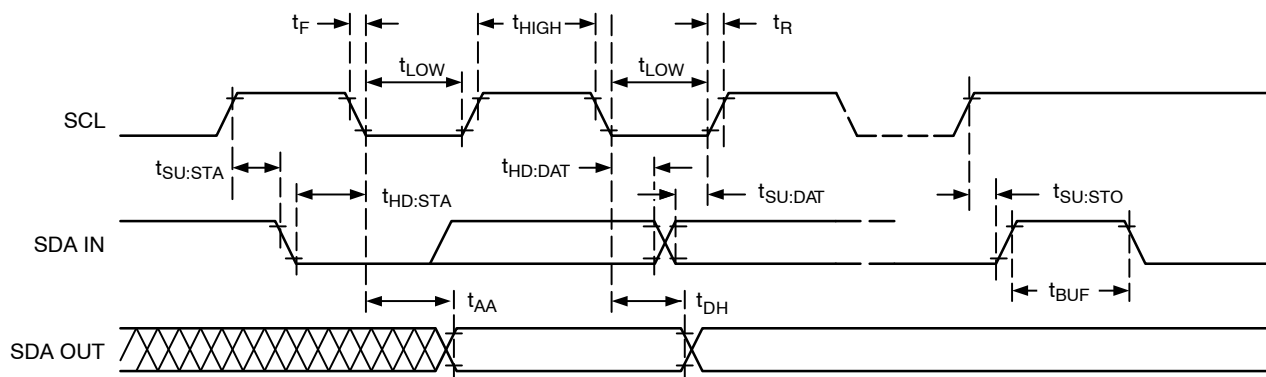 tF
tHIGH
tR
tLOW
tLOW
SCL
tSU:STA
tHD:STA
tHD:DAT
tSU:DAT
tSU:STO
SDA IN
tBUF
tAA
tDH
SDA OUT